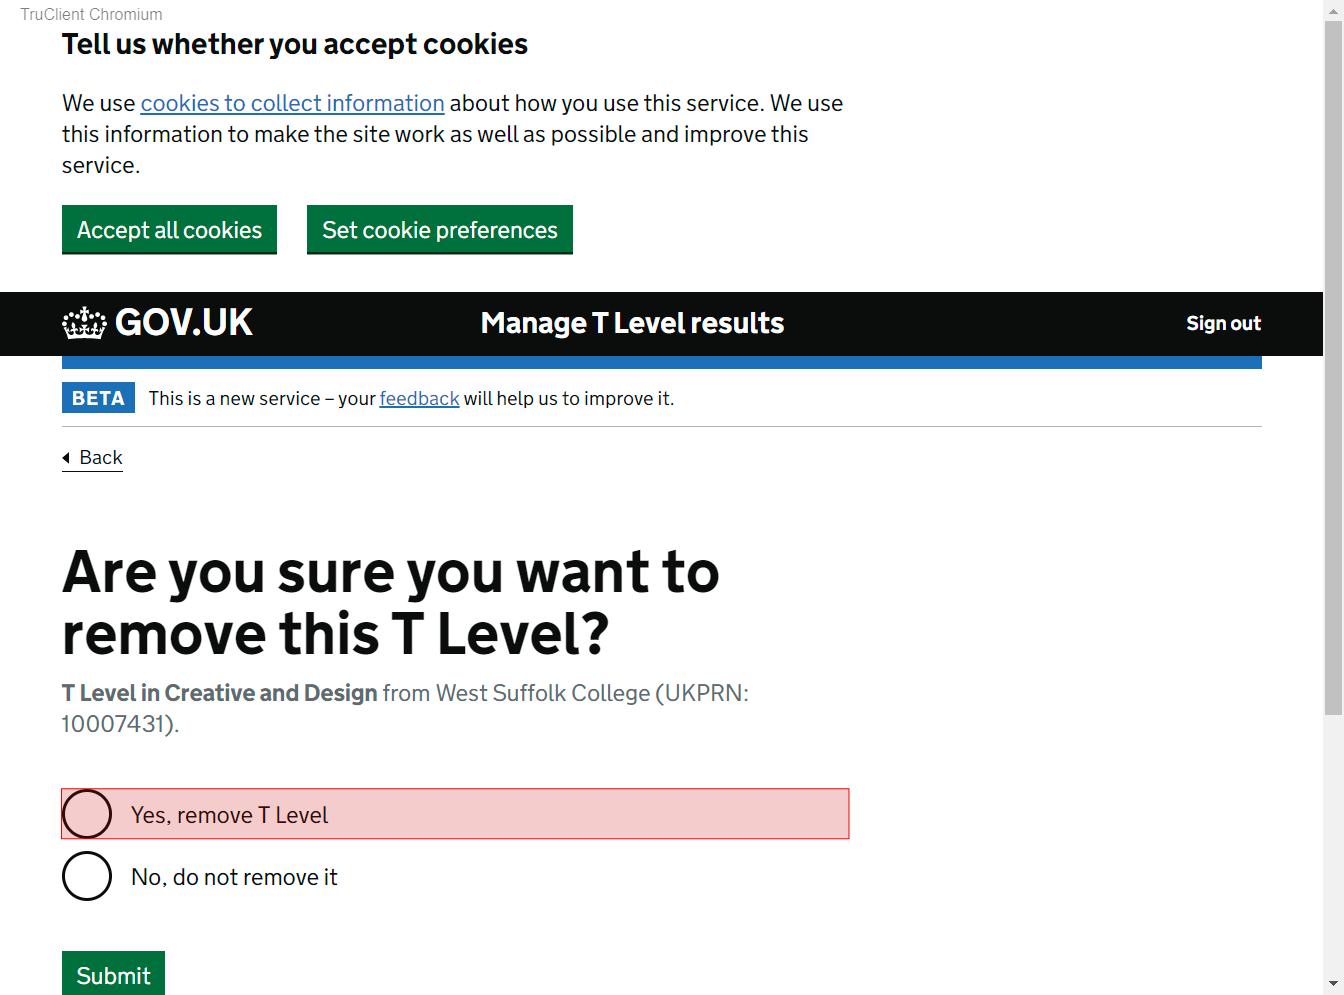 TruClient Chromium
Tell us whether you accept cookies
We use cookies to collect information about how you use this service. We use
this information to make the site work as well as possible and improve this
service.
Accept all cookies Set cookie preferences
GOV.UK Manage T Level results Sign out
BETA This is a new service – your feedback will help us to improve it.
Back
Are you sure you want to
remove this T Level?
T Level in Creative and Design from West Suffolk College (UKPRN:
10007431).
Yes, remove T Level
No, do not remove it
Submit